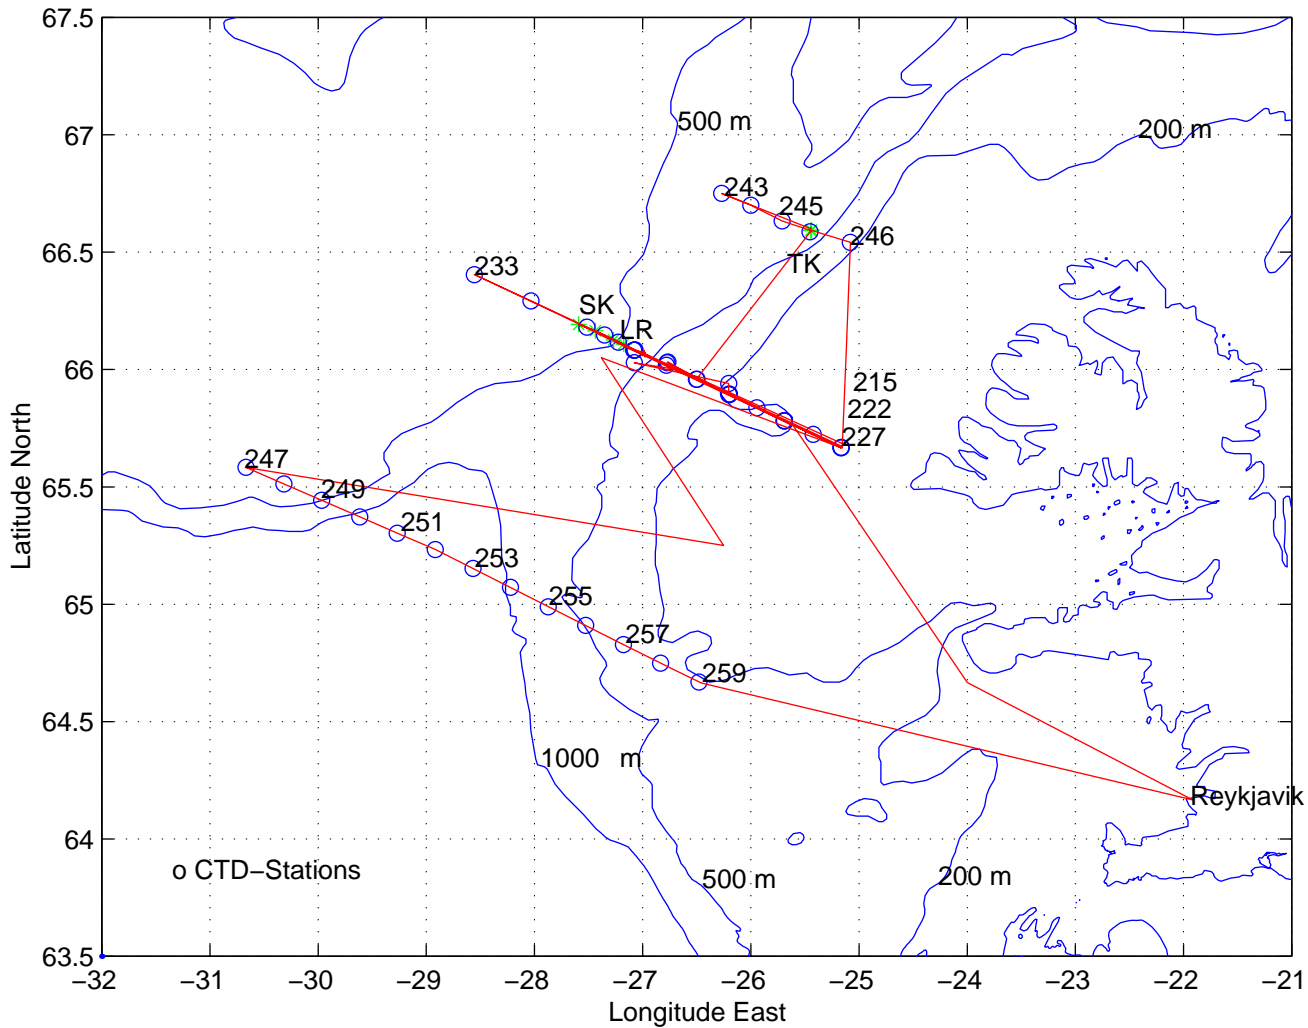 67.5
67
66.5
66
65.5
65
64.5
64
63.5
Latitude North
500 m
200 m
243
245
246
TK
233
SK
LR
215
222
227
247
249
251
253
255
257
259
1000 m
Reykjavik
o CTD−Stations
500 m
200 m
−32 −31 −30 −29 −28 −27 −26 −25 −24 −23 −22 −21
Longitude East